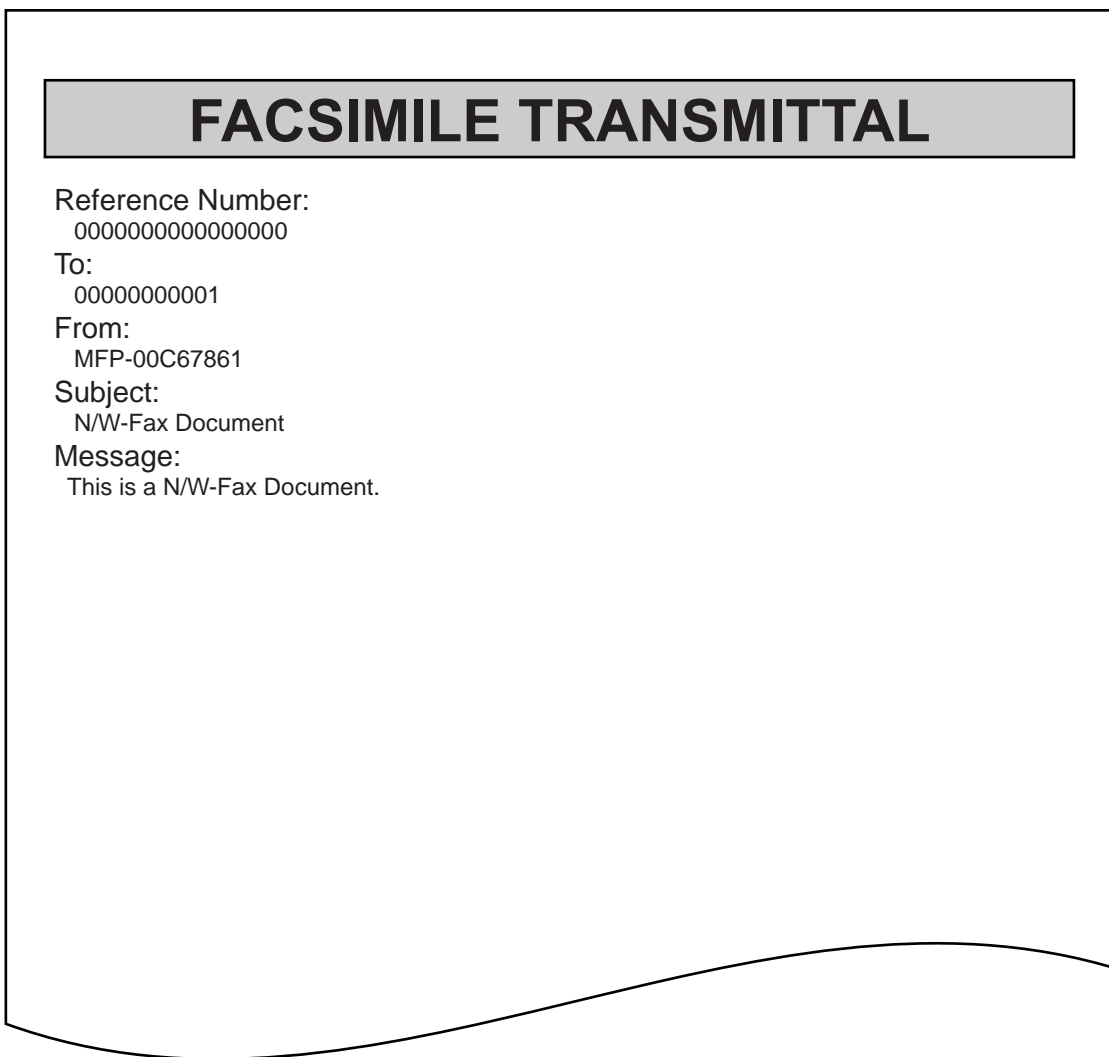 FACSIMILE TRANSMITTAL
Reference Number:
0000000000000000
To:
00000000001
From:
MFP-00C67861
Subject:
N/W-Fax Document
Message:
This is a N/W-Fax Document.